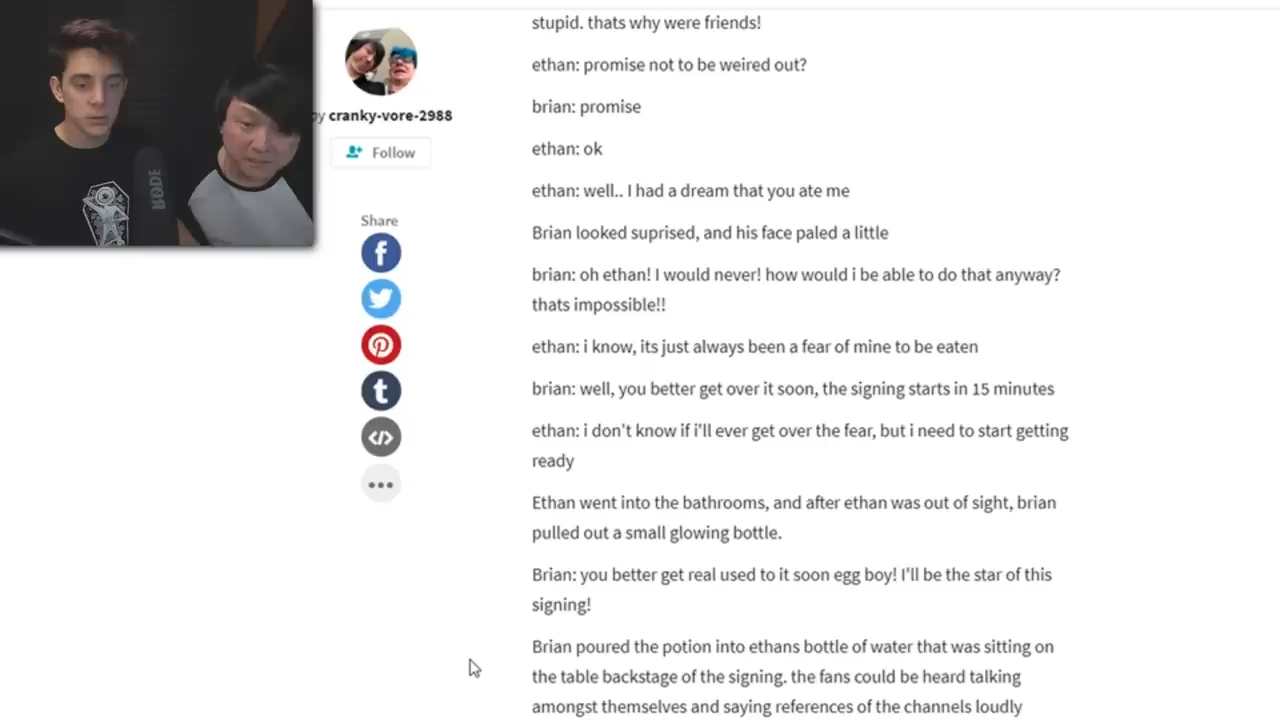 stupid. thats why were friends!
by cranky-vore-2988
Follow
Share
ethan: promise not to be weired out?
brian: promise
ethan: ok
ethan: well.. I had a dream that you ate me
Brian looked suprised, and his face paled a little
brian: oh ethan! I would never! how would i be able to do that anyway?
thats impossible!!
ethan: i know, its just always been a fear of mine to be eaten
brian: well, you better get over it soon, the signing starts in 15 minutes
ethan: i don't know if i'll ever get over the fear, but i need to start getting
ready
Ethan went into the bathrooms, and after ethan was out of sight, brian
pulled out a small glowing bottle.
Brian: you better get real used to it soon egg boy! I'll be the star of this
signing!
Brian poured the potion into ethans bottle of water that was sitting on
the table backstage of the signing. the fans could be heard talking
amongst themselves and saying references of the channels loudly
RØDE